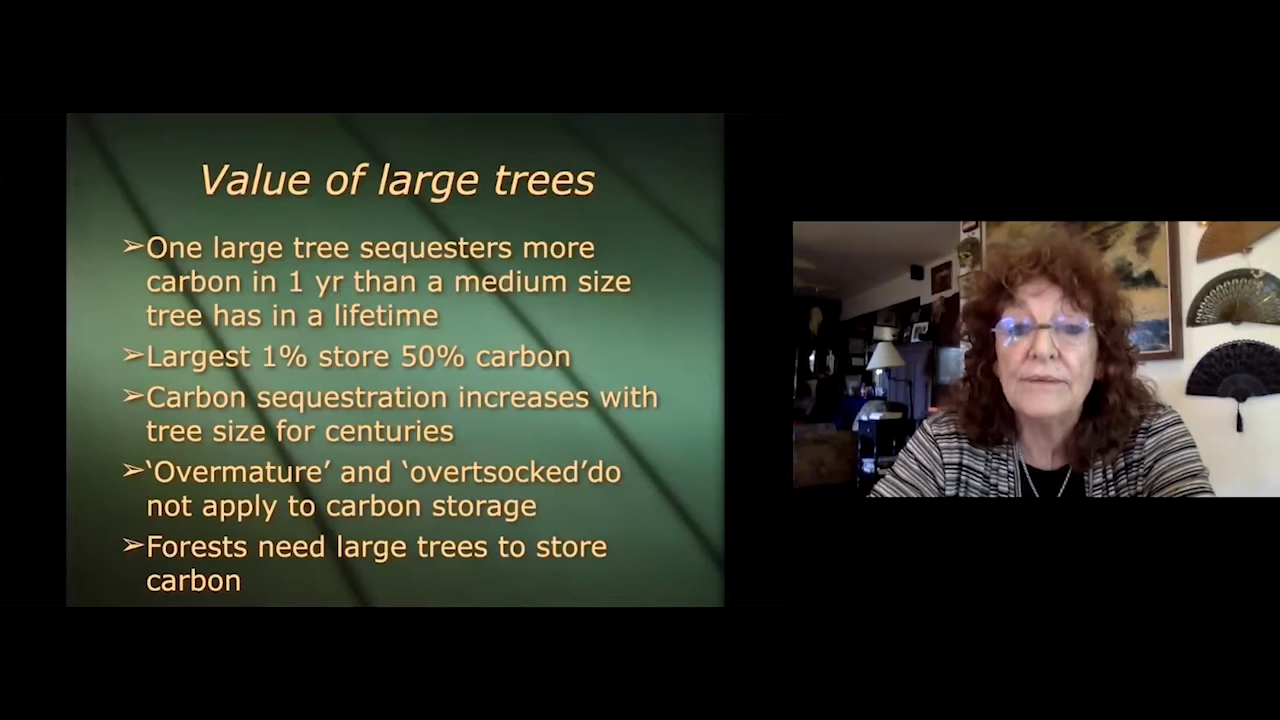 Value of large trees
➢One large tree sequesters more
carbon in 1 yr than a medium size
tree has in a lifetime
➢Largest 1% store 50% carbon
➢Carbon sequestration increases with
tree size for centuries
➢‘Overmature’ and ‘overtsocked’do
not apply to carbon storage
➢Forests need large trees to store
carbon